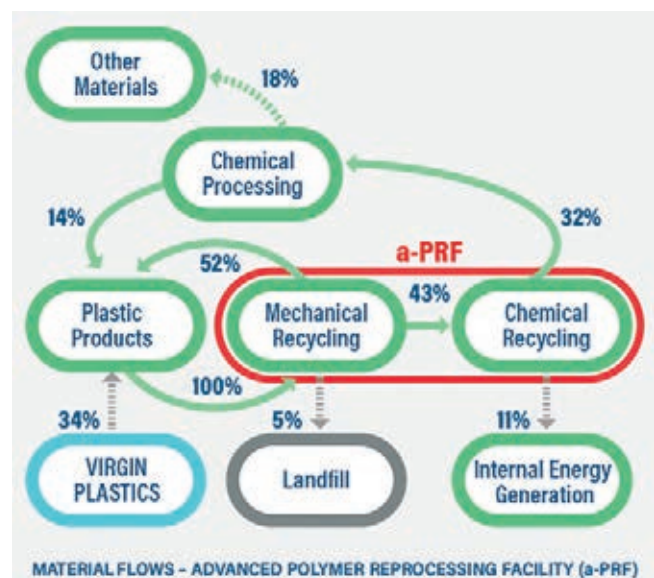 Other
Materials
18%
Chemical
Processing
14%
32%
a-PRF
52%
43%
Plastic
Products
Mechanical
Recycling
Chemical
Recycling
100%
34%
5%
11%
VIRGIN
PLASTICS
Landfill
Internal Energy
Generation
MATERIAL FLOWS – ADVANCED POLYMER REPROCESSING FACILITY (a-PRF)